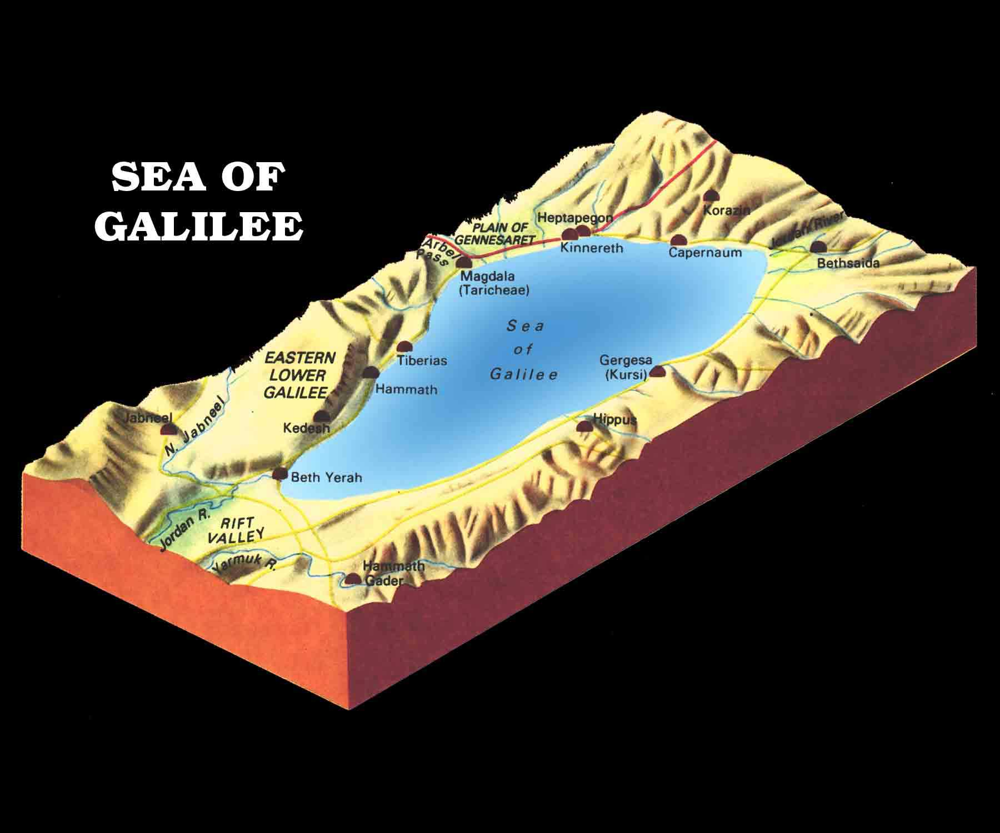 SEA OF
GALILEE
Korazin
Heptapegon
Jordan River
PLAIN OF
GENNESARET
Arbel
Pass
Kinnereth
Capernaum
Bethsaida
Magdala
(Taricheae)
Sea
of
Galilee
EASTERN
LOWER
GALILEE
Tiberias
Gergesa
(Kursi)
Hammath
Jabneel
N. Jabneel
Kedesh
Hippus
Beth Yerah
Jordan R.
RIFT
VALLEY
Yarmuk R.
Hammath
Gader